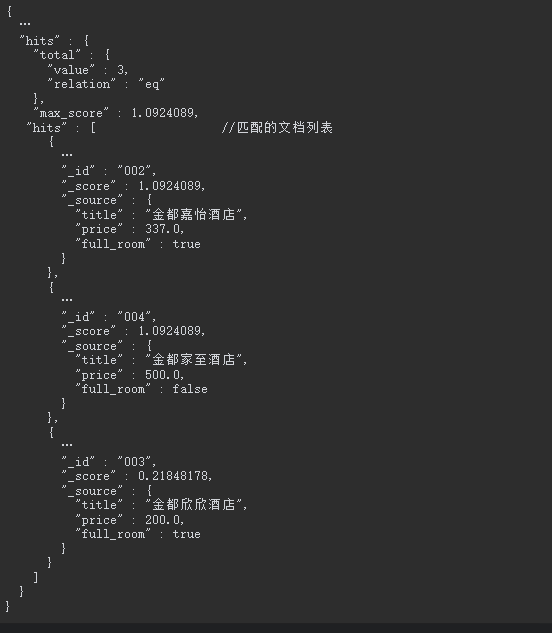 {
  …
  "hits" : {
    "total" : {
      "value" : 3,
      "relation" : "eq"
    },
    "max_score" : 1.0924089,
   "hits" : [                  //匹配的文档列表
      {
        …
        "_id" : "002",
        "_score" : 1.0924089,
        "_source" : {
          "title" : "金都嘉怡酒店",
          "price" : 337.0,
          "full_room" : true
        }
      },
      {
        …
        "_id" : "004",
        "_score" : 1.0924089,
        "_source" : {
          "title" : "金都家至酒店",
          "price" : 500.0,
          "full_room" : false
        }
      },
      {
        …
        "_id" : "003",
        "_score" : 0.21848178,
        "_source" : {
          "title" : "金都欣欣酒店",
          "price" : 200.0,
          "full_room" : true
        }
      }
    ]
  }
}